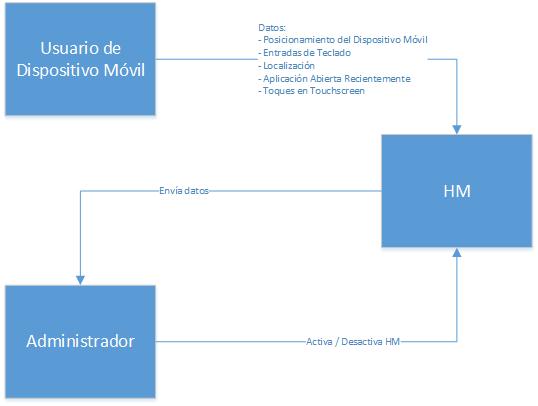 Usuario de
Dispositivo Móvil
Datos:
- Posicionamiento del Dispositivo Móvil
- Entradas de Teclado
- Localización
- Aplicación Abierta Recientemente
- Toques en Touchscreen
HM
Envía datos
Administrador
Activa / Desactiva HM